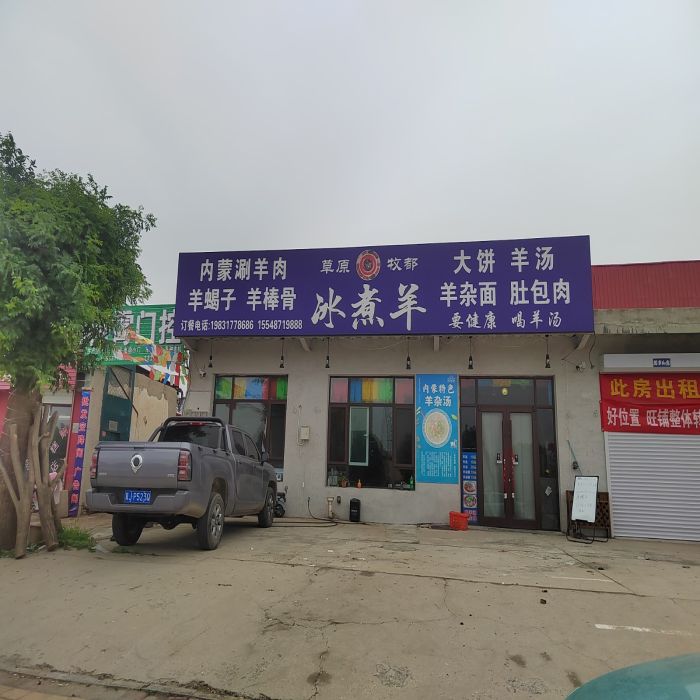 内蒙涮羊肉 草原 牧都 大饼 羊汤
羊蝎子 羊棒骨 冰煮羊 羊杂面 肚包肉
订餐电话:19831778686 15548719888 要健康 喝羊汤
门控
内蒙特色
羊杂汤
此房出租
好位置 旺铺整体转